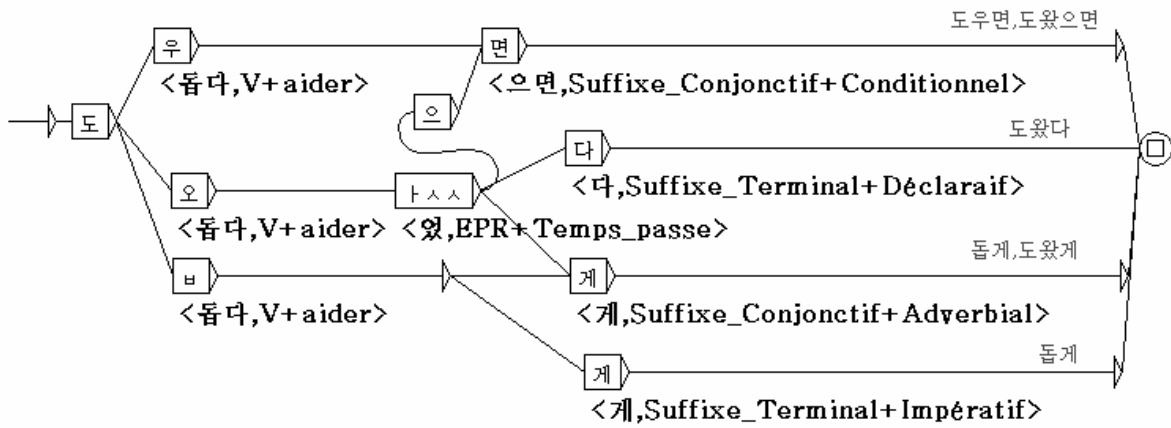 도우면,도왔으면
우
면
<돕다,V+aider>
<으면,Suffixe_Conjonctif+Conditionnel>
으
도
도왔다
다
<다,Suffixe_Terminal+Déclaraif>
오
ㅏㅅㅅ
<돕다,V+aider>
<었,EPR+Temps_passe>
돕게,도왔게
ㅂ
게
<돕다,V+aider>
<게,Suffixe_Conjonctif+Adverbial>
돕게
게
<게,Suffixe_Terminal+Impératif>